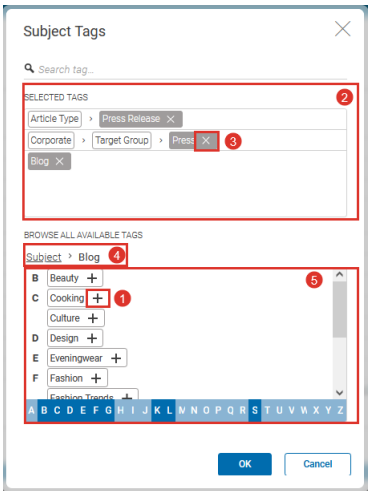 Subject Tags
Search tag...
SELECTED TAGS 2
Article Type > Press Release ×
Corporate > Target Group > Press × 3
Blog ×
BROWSE ALL AVAILABLE TAGS
Subject > Blog 4
5
B Beauty +
C Cooking + 1
Culture +
D Design +
E Eveningwear +
F Fashion +
Fashion Trends +
A B C D E F G H I J K L M N O P Q R S T U V W X Y Z
OK Cancel